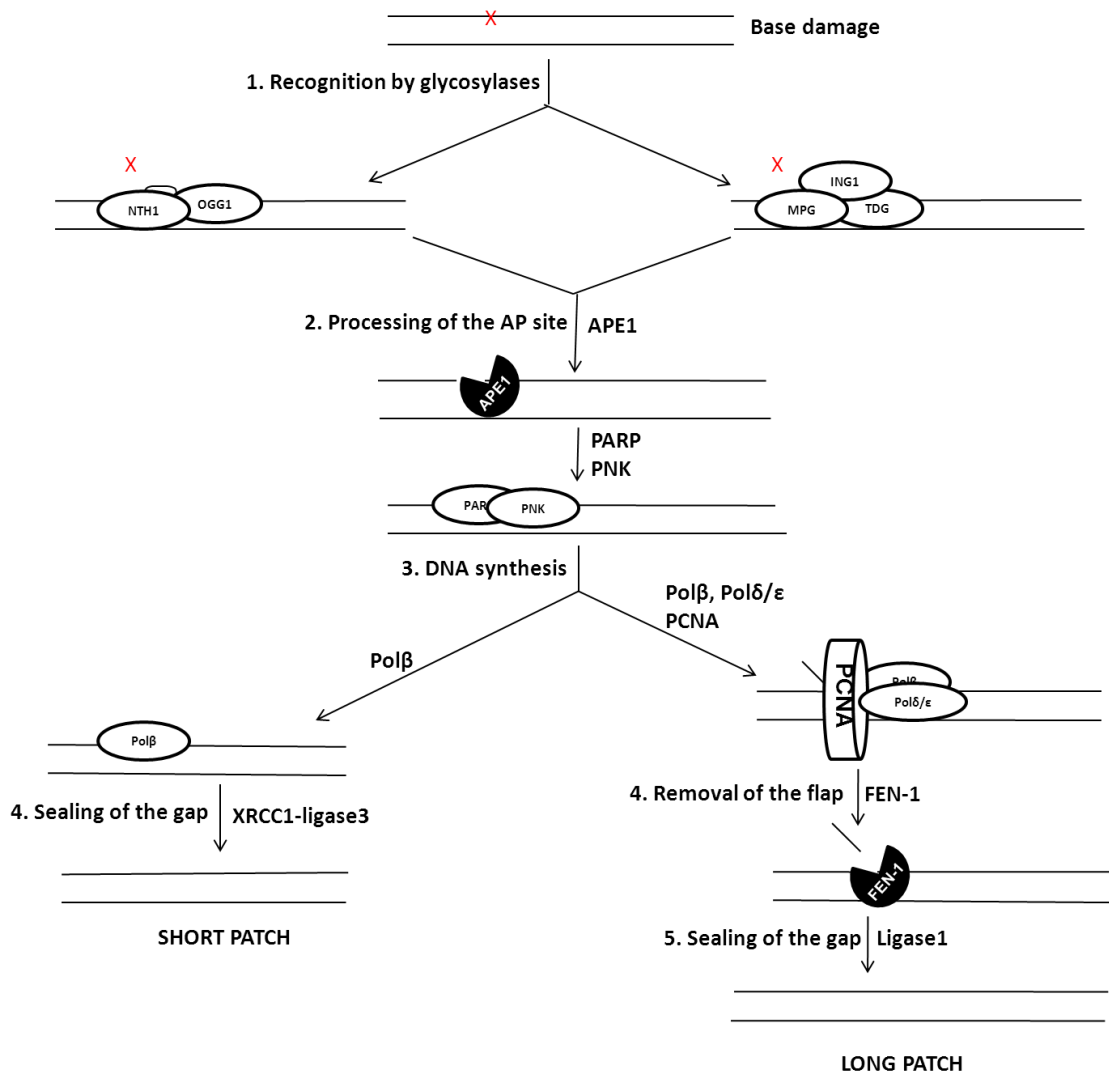 X
Base damage
1. Recognition by glycosylases
X
NTH1
OGG1
X
ING1
MPG
TDG
2. Processing of the AP site
APE1
APE1
PARP
PNK
PAR
PNK
3. DNA synthesis
Polβ, Polδ/ε
PCNA
Polβ
PCNA
Polβ
Polδ/ε
Polβ
4. Sealing of the gap
XRCC1-ligase3
4. Removal of the flap
FEN-1
FEN-1
SHORT PATCH
5. Sealing of the gap
Ligase1
LONG PATCH